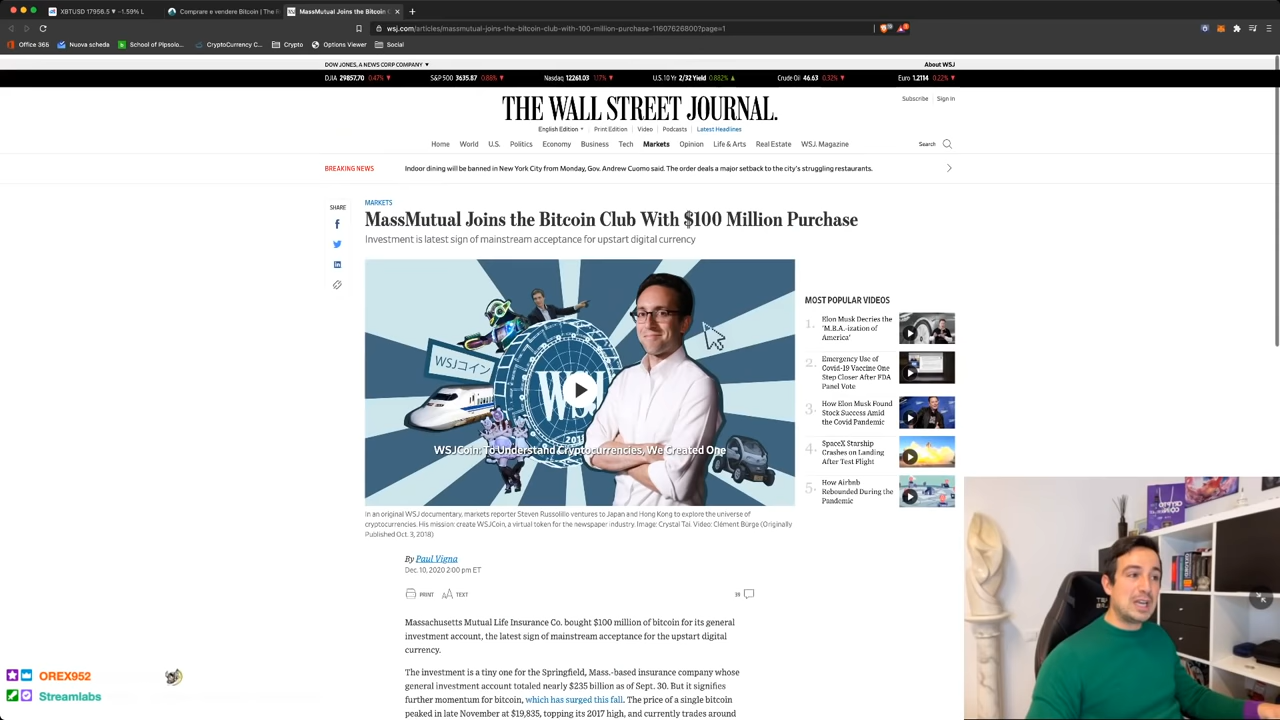 XBTUSD 17956.5 ▼ −1.59% L
Comprare e vendere Bitcoin | The R
MassMutual Joins the Bitcoin C
wsj.com/articles/massmutual-joins-the-bitcoin-club-with-100-million-purchase-11607626800?page=1
Office 365
Nuova scheda
School of Plpsolo...
CryptoCurrency C...
Crypto
Options Viewer
Social
DOW JONES, A NEWS CORP COMPANY ▼
About WSJ
DJIA 29857.70 0.47% ▼
S&P 500 3635.87 0.88% ▼
Nasdaq 12261.03 1.17% ▼
U.S. 10 Yr 2/32 Yield 0.882% ▲
Crude Oil 46.63 0.32% ▼
Euro 1.2114 0.22% ▼
THE WALL STREET JOURNAL.
Subscribe | Sign In
English Edition ▾ | Print Edition | Video | Podcasts | Latest Headlines
Home World U.S. Politics Economy Business Tech Markets Opinion Life & Arts Real Estate WSJ. Magazine
Search
BREAKING NEWS
Indoor dining will be banned in New York City from Monday, Gov. Andrew Cuomo said. The order deals a major setback to the city's struggling restaurants.
SHARE
MARKETS
MassMutual Joins the Bitcoin Club With $100 Million Purchase
Investment is latest sign of mainstream acceptance for upstart digital currency
WSJコイン
WSJ
201
WSJCoin: To Understand Cryptocurrencies, We Created One
In an original WSJ documentary, markets reporter Steven Russolillo ventures to Japan and Hong Kong to explore the universe of
cryptocurrencies. His mission: create WSJCoin, a virtual token for the newspaper industry. Image: Crystal Tai. Video: Clément Bürge (Originally
Published Oct. 3, 2018)
MOST POPULAR VIDEOS
1. Elon Musk Decries the
'M.B.A.-ization of
America'
2. Emergency Use of
Covid-19 Vaccine One
Step Closer After FDA
Panel Vote
3. How Elon Musk Found
Stock Success Amid
the Covid Pandemic
4. SpaceX Starship
Crashes on Landing
After Test Flight
5. How Airbnb
Rebounded During the
Pandemic
By Paul Vigna
Dec. 10, 2020 2:00 pm ET
PRINT
AA TEXT
Massachusetts Mutual Life Insurance Co. bought $100 million of bitcoin for its general
investment account, the latest sign of mainstream acceptance for the upstart digital
currency.
The investment is a tiny one for the Springfield, Mass.-based insurance company whose
general investment account totaled nearly $235 billion as of Sept. 30. But it signifies
further momentum for bitcoin, which has surged this fall. The price of a single bitcoin
peaked in late November at $19,835, topping its 2017 high, and currently trades around
OREX952
Streamlabs